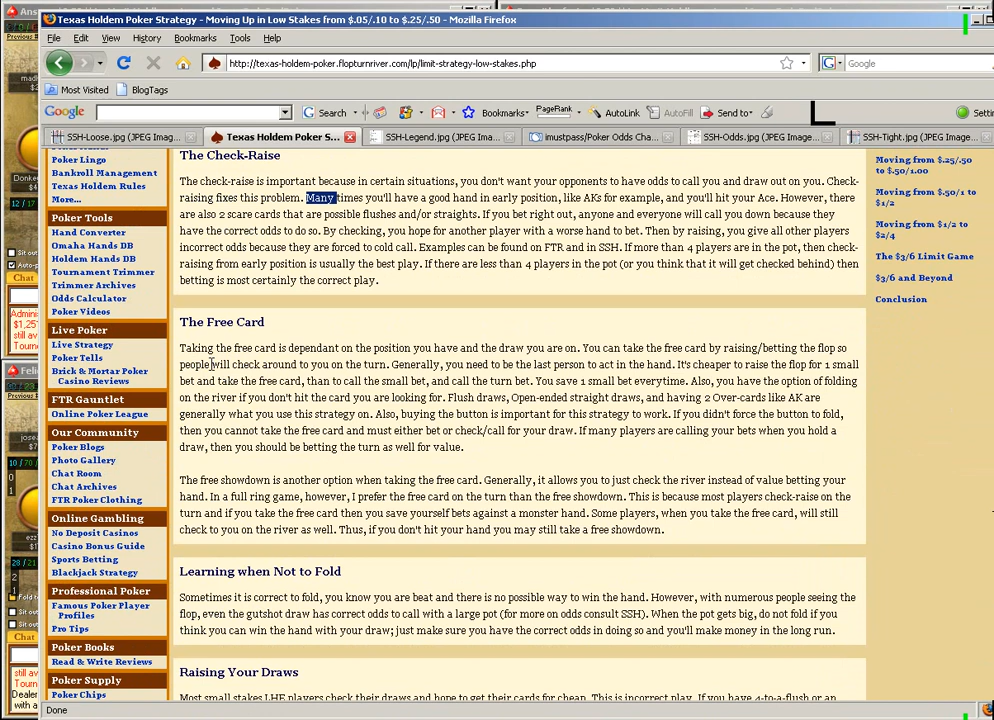 Texas Holdem Poker Strategy - Moving Up in Low Stakes from $.05/.10 to $.25/.50 - Mozilla Firefox
File Edit View History Bookmarks Tools Help
http://texas-holdem-poker.flopturnriver.com/lp/limit-strategy-low-stakes.php
Google
Most Visited BlogTags
Google Search Bookmarks PageRank AutoLink AutoFill Send to
SSH-Loose.jpg (JPEG Imag... Texas Holdem Poker S... SSH-Legend.jpg (JPEG Im... imustpass/Poker Odds Cha... SSH-Odds.jpg (JPEG Image... SSH-Tight.jpg (JPEG Image...
Poker Lingo
Bankroll Management
Texas Holdem Rules
More...
Poker Tools
Hand Converter
Omaha Hands DB
Holdem Hands DB
Tournament Trimmer
Trimmer Archives
Odds Calculator
Poker Videos
Live Poker
Live Strategy
Poker Tells
Brick & Mortar Poker
Casino Reviews
FTR Gauntlet
Online Poker League
Our Community
Poker Blogs
Photo Gallery
Chat Room
Chat Archives
FTR Poker Clothing
Online Gambling
No Deposit Casinos
Casino Bonus Guide
Sports Betting
Blackjack Strategy
Professional Poker
Famous Poker Player
Profiles
Pro Tips
Poker Books
Read & Write Reviews
Poker Supply
Poker Chips
The Check-Raise
The check-raise is important because in certain situations, you don't want your opponents to have odds to call you and draw out on you. Check-
raising fixes this problem. Many times you'll have a good hand in early position, like AKs for example, and you'll hit your Ace. However, there
are also 2 scare cards that are possible flushes and/or straights. If you bet right out, anyone and everyone will call you down because they
have the correct odds to do so. By checking, you hope for another player with a worse hand to bet. Then by raising, you give all other players
incorrect odds because they are forced to cold call. Examples can be found on FTR and in SSH. If more than 4 players are in the pot, then check-
raising from early position is usually the best play. If there are less than 4 players in the pot (or you think that it will get checked behind) then
betting is most certainly the correct play.
The Free Card
Taking the free card is dependant on the position you have and the draw you are on. You can take the free card by raising/betting the flop so
people will check around to you on the turn. Generally, you need to be the last person to act in the hand. It's cheaper to raise the flop for 1 small
bet and take the free card, than to call the small bet, and call the turn bet. You save 1 small bet everytime. Also, you have the option of folding
on the river if you don't hit the card you are looking for. Flush draws, Open-ended straight draws, and having 2 Over-cards like AK are
generally what you use this strategy on. Also, buying the button is important for this strategy to work. If you didn't force the button to fold,
then you cannot take the free card and must either bet or check/call for your draw. If many players are calling your bets when you hold a
draw, then you should be betting the turn as well for value.
The free showdown is another option when taking the free card. Generally, it allows you to just check the river instead of value betting your
hand. In a full ring game, however, I prefer the free card on the turn than the free showdown. This is because most players check-raise on the
turn and if you take the free card then you save yourself bets against a monster hand. Some players, when you take the free card, will still
check to you on the river as well. Thus, if you don't hit your hand you may still take a free showdown.
Learning when Not to Fold
Sometimes it is correct to fold, you know you are beat and there is no possible way to win the hand. However, with numerous people seeing the
flop, even the gutshot draw has correct odds to call with a large pot (for more on odds consult SSH). When the pot gets big, do not fold if you
think you can win the hand with your draw; just make sure you have the correct odds in doing so and you'll make money in the long run.
Raising Your Draws
Most small stakes LHE players check their draws and hope to get their cards for cheap. This is incorrect play. If you have 4-to-a-flush or an
Moving from $.25/.50
to $.50/1.00
Moving from $.50/1 to
$1/2
Moving from $1/2 to
$2/4
The $3/6 Limit Game
$3/6 and Beyond
Conclusion
Done